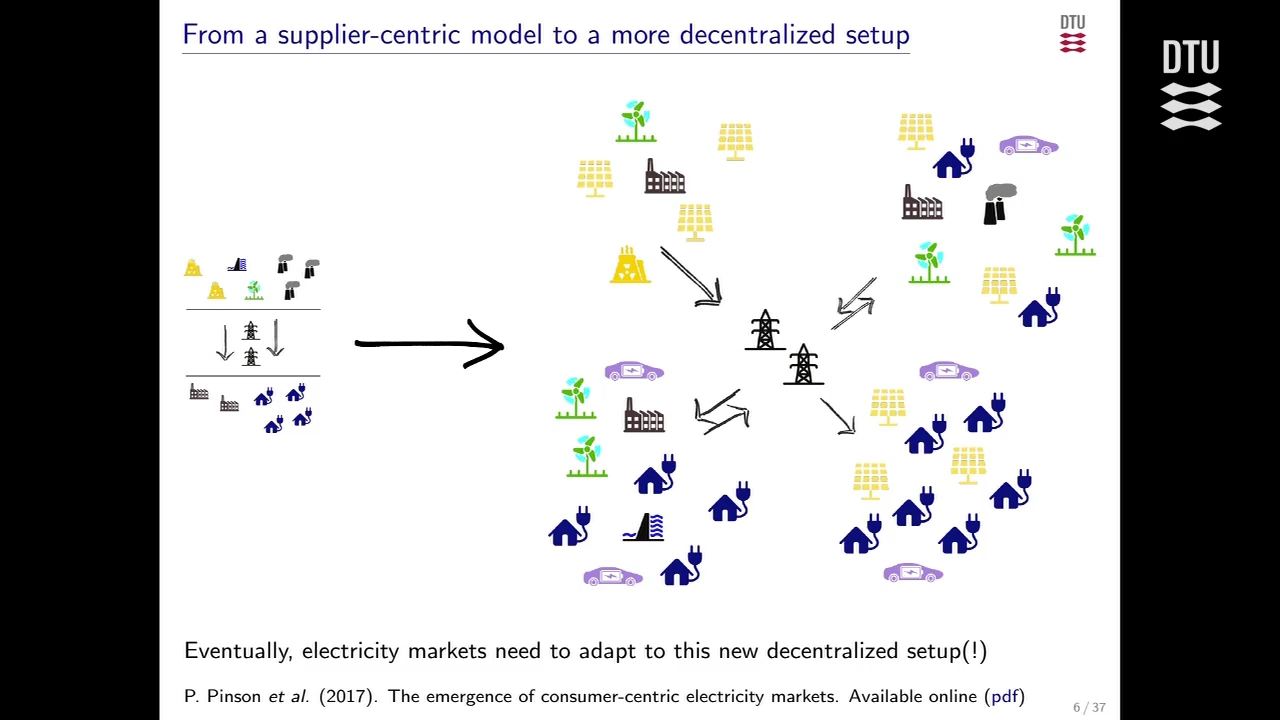 From a supplier-centric model to a more decentralized setup
DTU
DTU
Eventually, electricity markets need to adapt to this new decentralized setup(!)
P. Pinson et al. (2017). The emergence of consumer-centric electricity markets. Available online (pdf)
6 / 37